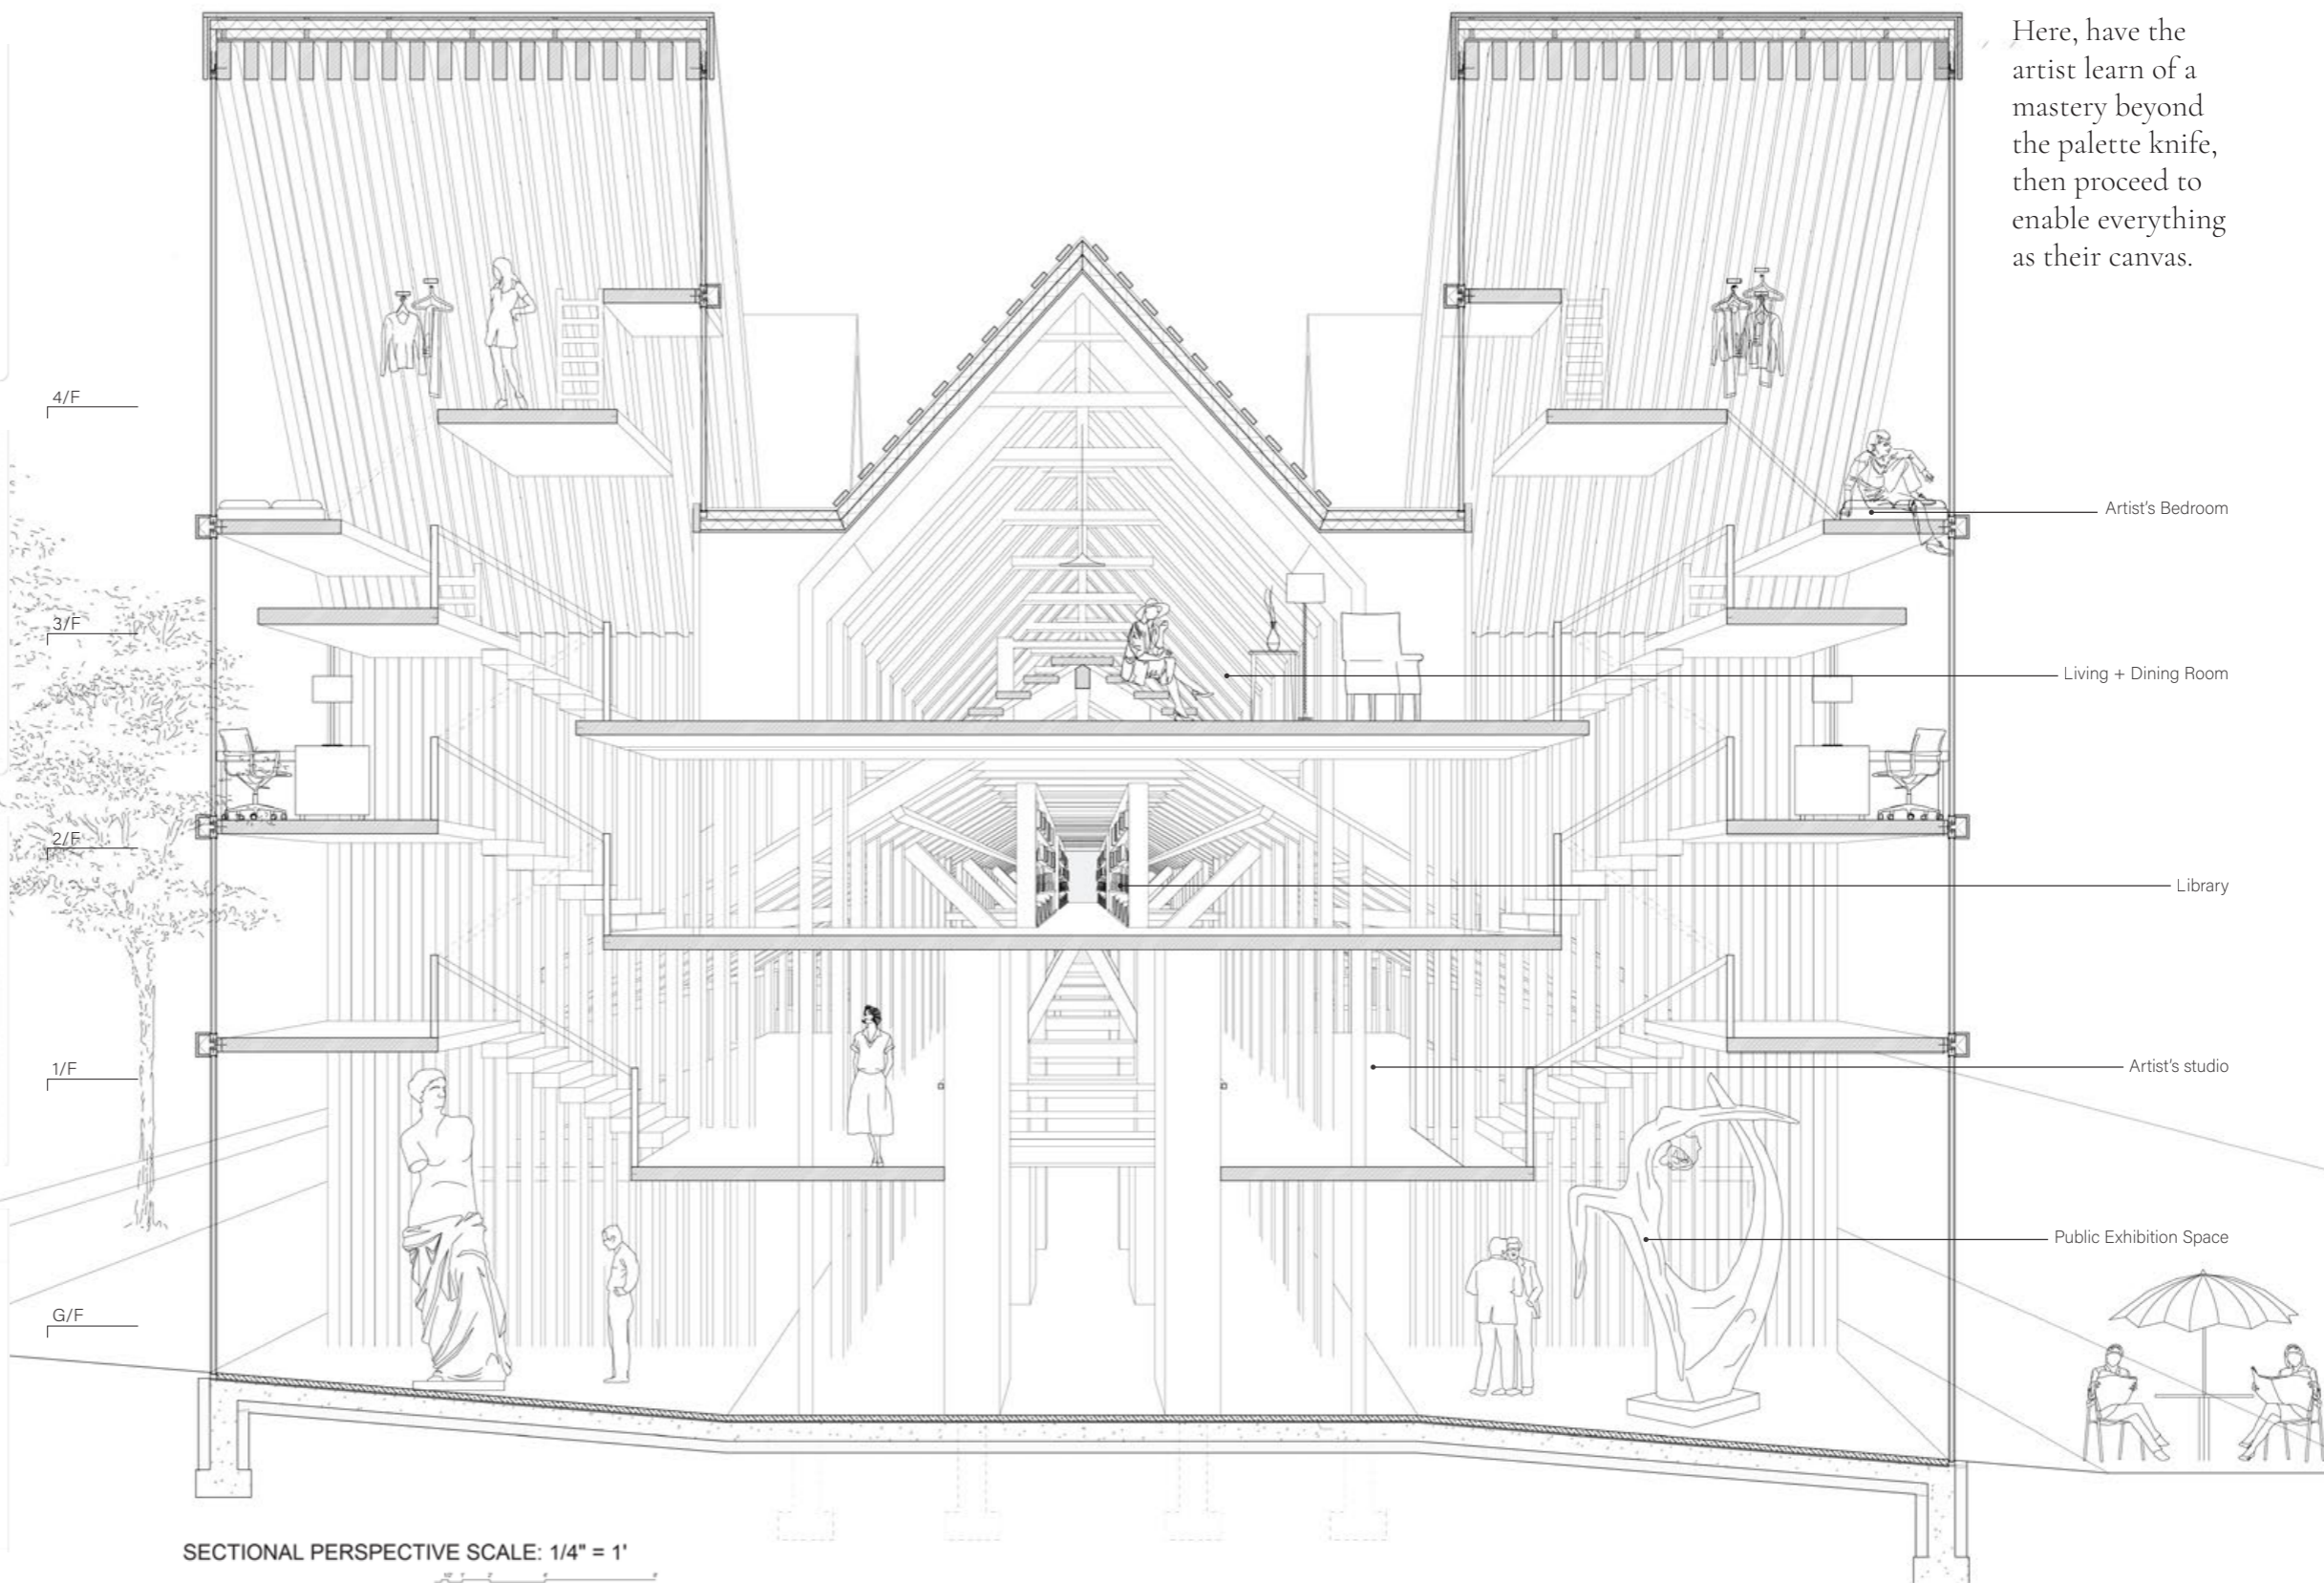 Here, have the
artist learn of a
mastery beyond
the palette knife,
then proceed to
enable everything
as their canvas.
4/F
Artist's Bedroom
3/F
Living + Dining Room
2/F
Library
1/F
Artist's studio
Public Exhibition Space
G/F
SECTIONAL PERSPECTIVE SCALE: 1/4" = 1'